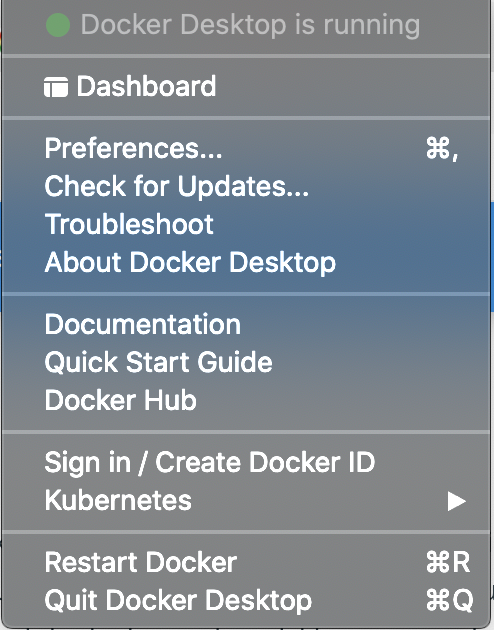 Docker Desktop is running
Dashboard
Preferences... ⌘,
Check for Updates...
Troubleshoot
About Docker Desktop
Documentation
Quick Start Guide
Docker Hub
Sign in / Create Docker ID
Kubernetes ▶
Restart Docker ⌘R
Quit Docker Desktop ⌘Q